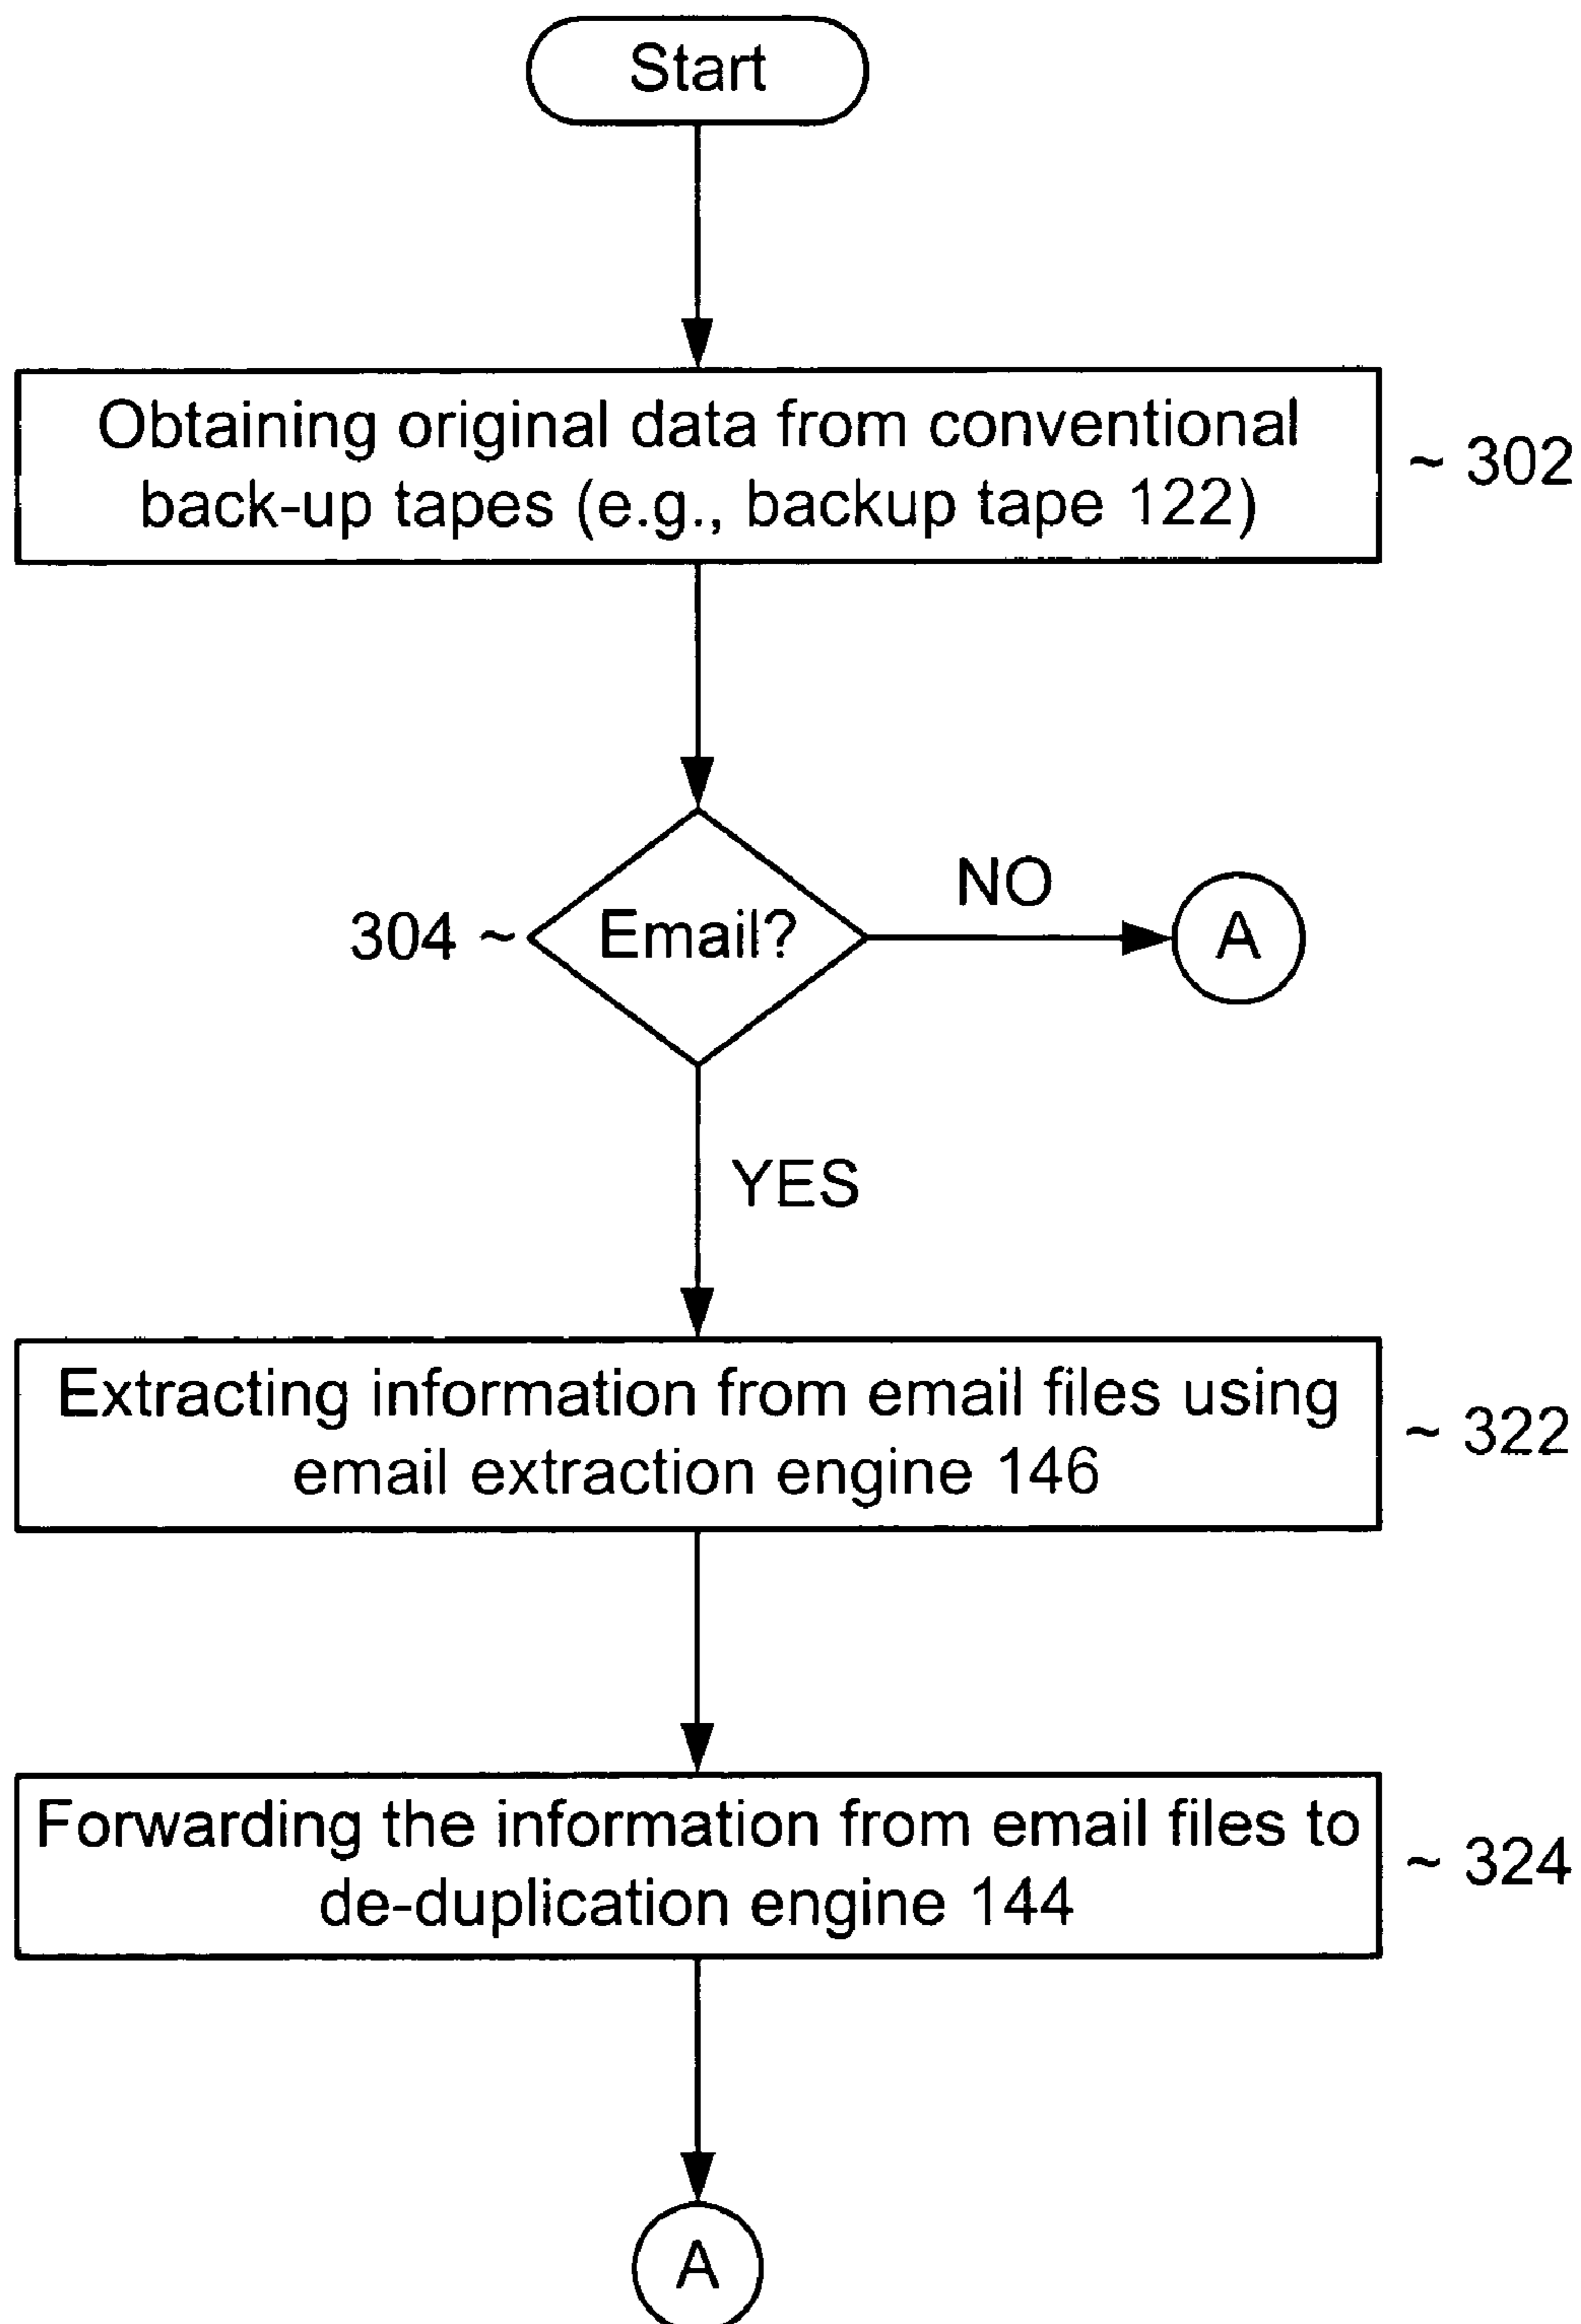 Start
Obtaining original data from conventional
back-up tapes (e.g., backup tape 122)
~ 302
304 ~
Email?
NO
A
YES
Extracting information from email files using
email extraction engine 146
~ 322
Forwarding the information from email files to
de-duplication engine 144
~ 324
A